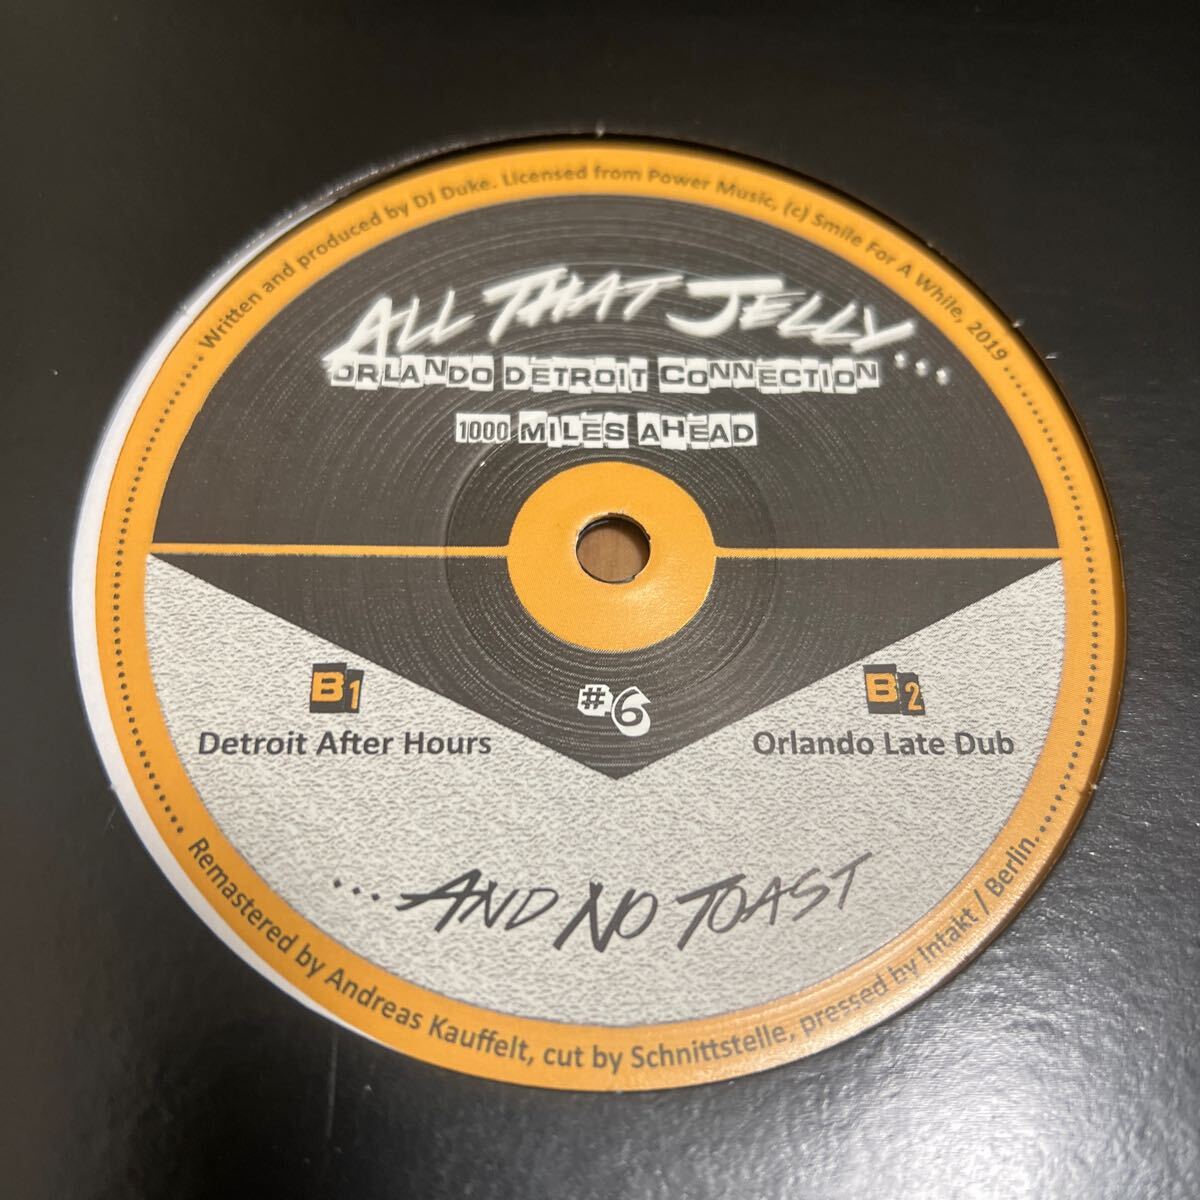 Written and produced by DJ Duke. Licensed from Power Music, (c) Smile For A While, 2019
ALL THAT JELLY...
ORLANDO DETROIT CONNECTION
1000 MILES AHEAD
B1
Detroit After Hours
#6
B2
Orlando Late Dub
...AND NO TOAST
Remastered by Andreas Kauffelt, cut by Schnittstelle, pressed by Intakt / Berlin.